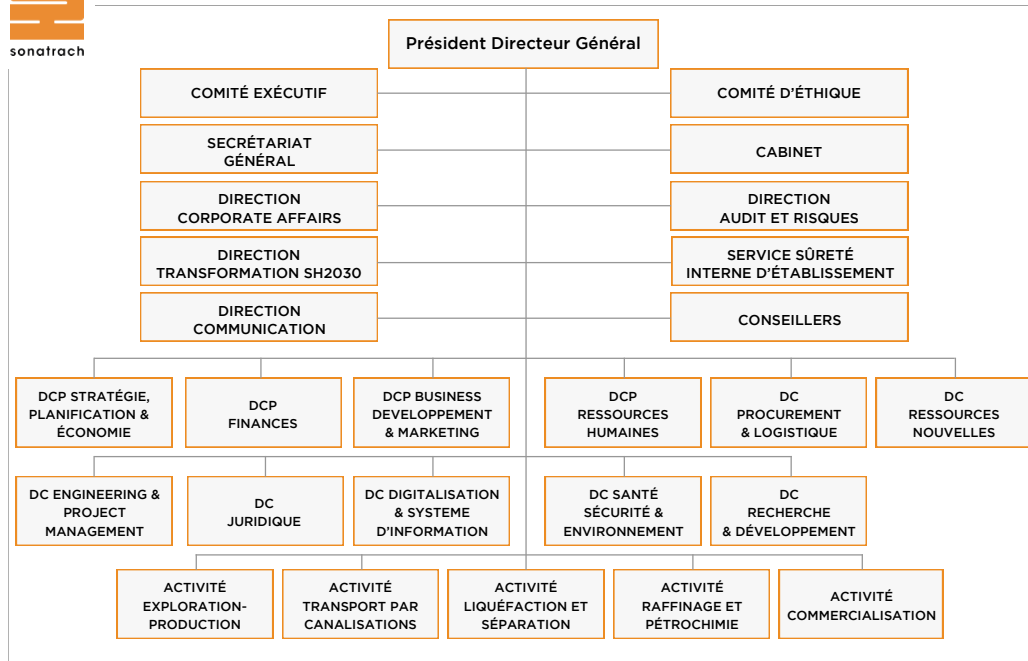 sonatrach
Président Directeur Général
COMITÉ EXÉCUTIF
COMITÉ D'ÉTHIQUE
SECRÉTARIAT
GÉNÉRAL
CABINET
DIRECTION
CORPORATE AFFAIRS
DIRECTION
AUDIT ET RISQUES
DIRECTION
TRANSFORMATION SH2030
SERVICE SÛRETÉ
INTERNE D'ÉTABLISSEMENT
DIRECTION
COMMUNICATION
CONSEILLERS
DCP STRATÉGIE,
PLANIFICATION &
ÉCONOMIE
DCP
FINANCES
DCP BUSINESS
DEVELOPPEMENT
& MARKETING
DCP
RESSOURCES
HUMAINES
DC
PROCUREMENT
& LOGISTIQUE
DC
RESSOURCES
NOUVELLES
DC ENGINEERING &
PROJECT
MANAGEMENT
DC
JURIDIQUE
DC DIGITALISATION
& SYSTEME
D'INFORMATION
DC SANTÉ
SÉCURITÉ &
ENVIRONNEMENT
DC
RECHERCHE
& DÉVELOPPEMENT
ACTIVITÉ
EXPLORATION-
PRODUCTION
ACTIVITÉ
TRANSPORT PAR
CANALISATIONS
ACTIVITÉ
LIQUÉFACTION ET
SÉPARATION
ACTIVITÉ
RAFFINAGE ET
PÉTROCHIMIE
ACTIVITÉ
COMMERCIALISATION